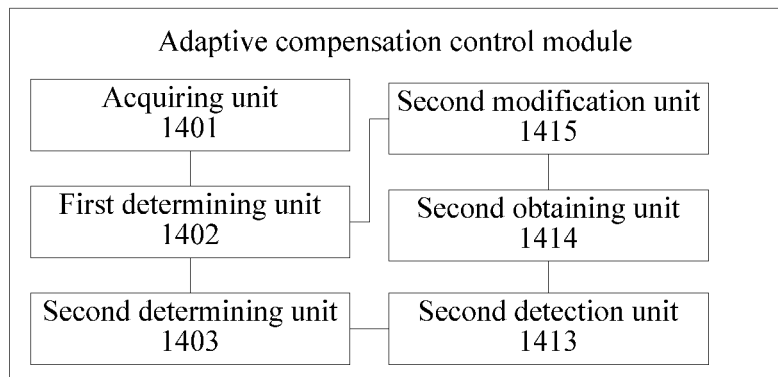 Adaptive compensation control module
Acquiring unit
1401
First determining unit
1402
Second determining unit
1403
Second modification unit
1415
Second obtaining unit
1414
Second detection unit
1413